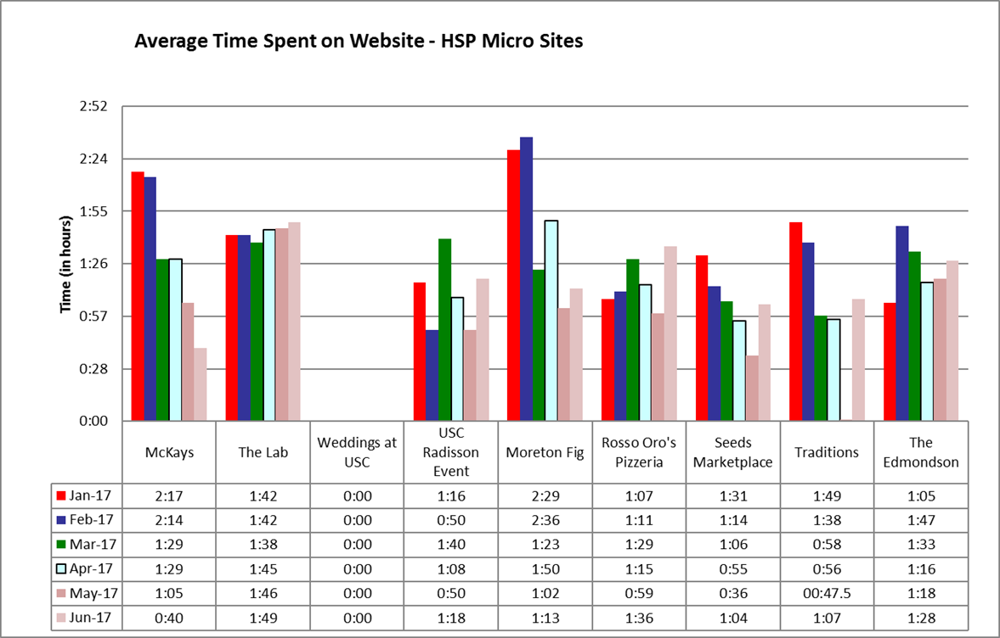 Average Time Spent on Website - HSP Micro Sites
Time (in hours)
2:52
2:24
1:55
1:26
0:57
0:28
0:00
McKays The Lab Weddings at USC USC Radisson Event Moreton Fig Rosso Oro's Pizzeria Seeds Marketplace Traditions The Edmondson
Jan-17 2:17 1:42 0:00 1:16 2:29 1:07 1:31 1:49 1:05
Feb-17 2:14 1:42 0:00 0:50 2:36 1:11 1:14 1:38 1:47
Mar-17 1:29 1:38 0:00 1:40 1:23 1:29 1:06 0:58 1:33
Apr-17 1:29 1:45 0:00 1:08 1:50 1:15 0:55 0:56 1:16
May-17 1:05 1:46 0:00 0:50 1:02 0:59 0:36 00:47.5 1:18
Jun-17 0:40 1:49 0:00 1:18 1:13 1:36 1:04 1:07 1:28